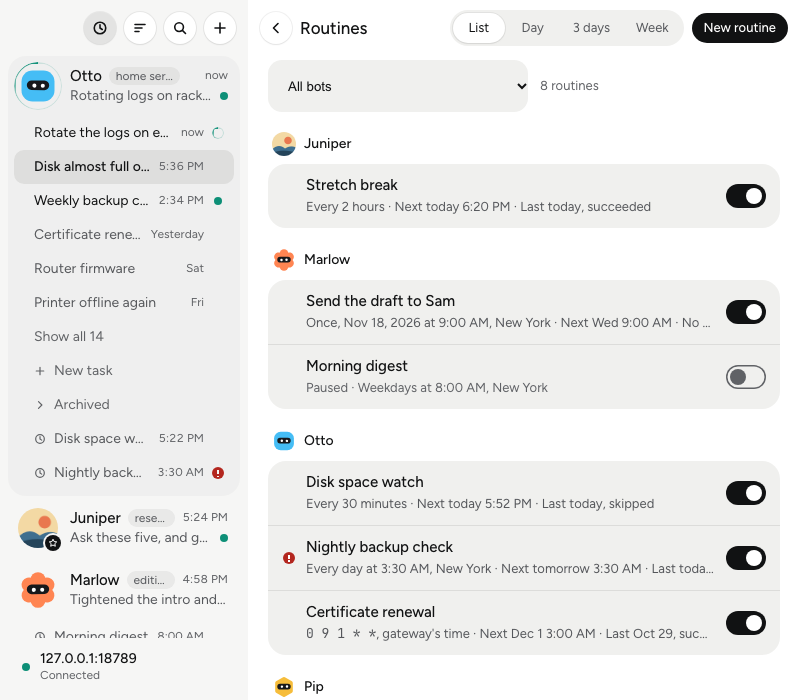 Otto home ser... now
Rotating logs on rack...
Rotate the logs on e... now
Disk almost full o... 5:36 PM
Weekly backup c... 2:34 PM
Certificate rene... Yesterday
Router firmware Sat
Printer offline again Fri
Show all 14
New task
Archived
Disk space w... 5:22 PM
Nightly back... 3:30 AM
Juniper rese... 5:24 PM
Ask these five, and g...
Marlow editi... 4:58 PM
Tightened the intro and...
Morning digest 8:00 AM
127.0.0.1:18789
Connected
Routines
List Day 3 days Week
New routine
All bots
8 routines
Juniper
Stretch break
Every 2 hours · Next today 6:20 PM · Last today, succeeded
Marlow
Send the draft to Sam
Once, Nov 18, 2026 at 9:00 AM, New York · Next Wed 9:00 AM · No ...
Morning digest
Paused · Weekdays at 8:00 AM, New York
Otto
Disk space watch
Every 30 minutes · Next today 5:52 PM · Last today, skipped
Nightly backup check
Every day at 3:30 AM, New York · Next tomorrow 3:30 AM · Last toda...
Certificate renewal
0 9 1 * *, gateway's time · Next Dec 1 3:00 AM · Last Oct 29, suc...
Pip